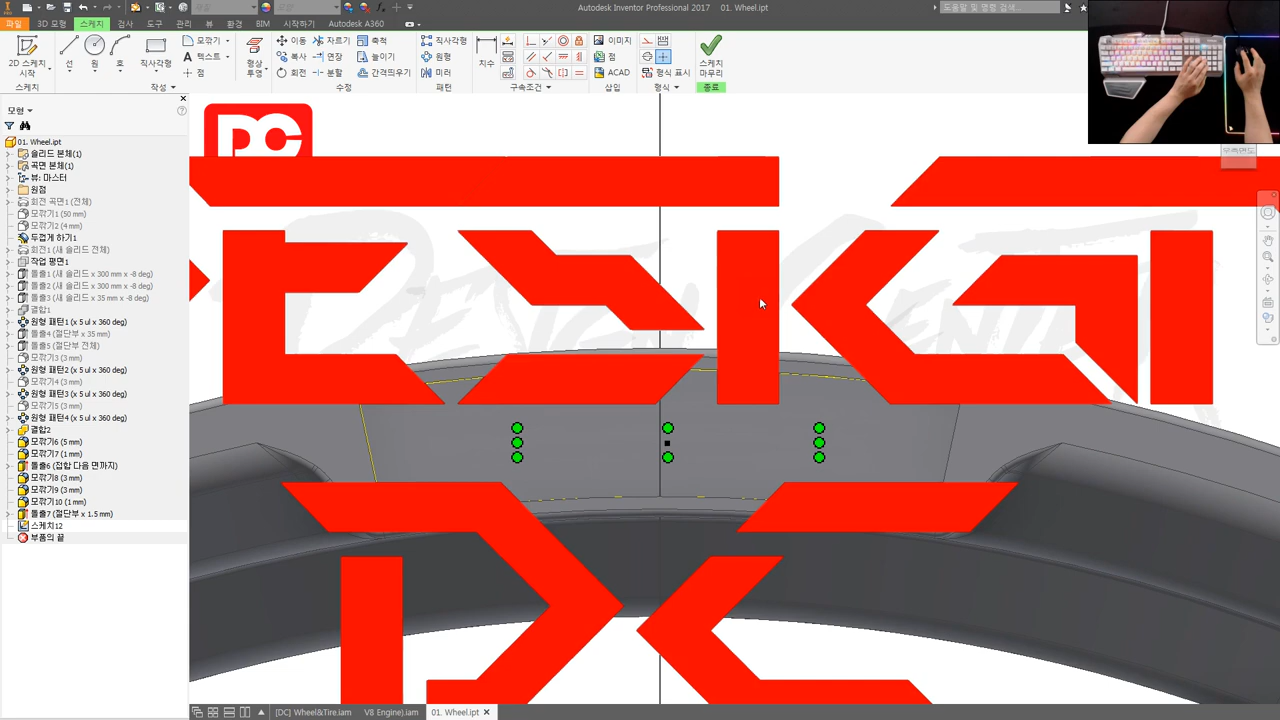 Autodesk Inventor Professional 2017 01. Wheel.ipt
도움말 및 명령 검색...
파일 3D 모형 스케치 검사 도구 관리 뷰 환경 BIM 시작하기 Autodesk A360
2D 스케치 시작 선 원 호 직사각형 모깎기 텍스트 점 형상 투영 이동 자르기 축척 복사 연장 늘이기 회전 분할 간격띄우기 직사각형 원형 미러 치수 이미지 점 ACAD 형식 표시 스케치 마무리
스케치 작성 수정 패턴 구속조건 삽입 형식 종료
모형
01. Wheel.ipt
솔리드 본체(1)
곡면 본체(1)
뷰: 마스터
원점
회전 곡면1 (전체)
모깎기1 (50 mm)
모깎기2 (4 mm)
두껍게 하기1
회전1 (새 솔리드 전체)
작업 평면1
돌출1 (새 솔리드 x 300 mm x -8 deg)
돌출2 (새 솔리드 x 300 mm x -8 deg)
돌출3 (새 솔리드 x 35 mm x -8 deg)
결합1
원형 패턴1 (x 5 ul x 360 deg)
돌출4 (절단부 x 35 mm)
돌출5 (절단부 전체)
모깎기3 (3 mm)
원형 패턴2 (x 5 ul x 360 deg)
모깎기4 (3 mm)
원형 패턴3 (x 5 ul x 360 deg)
모깎기5 (3 mm)
원형 패턴4 (x 5 ul x 360 deg)
결합2
모깎기6 (5 mm)
모깎기7 (1 mm)
돌출6 (접합 다음 면까지)
모깎기8 (3 mm)
모깎기9 (3 mm)
모깎기10 (1 mm)
돌출7 (절단부 x 1.5 mm)
스케치12
부품의 끝
DC
[DC] Wheel&Tire.iam V8 Engine).iam 01. Wheel.ipt